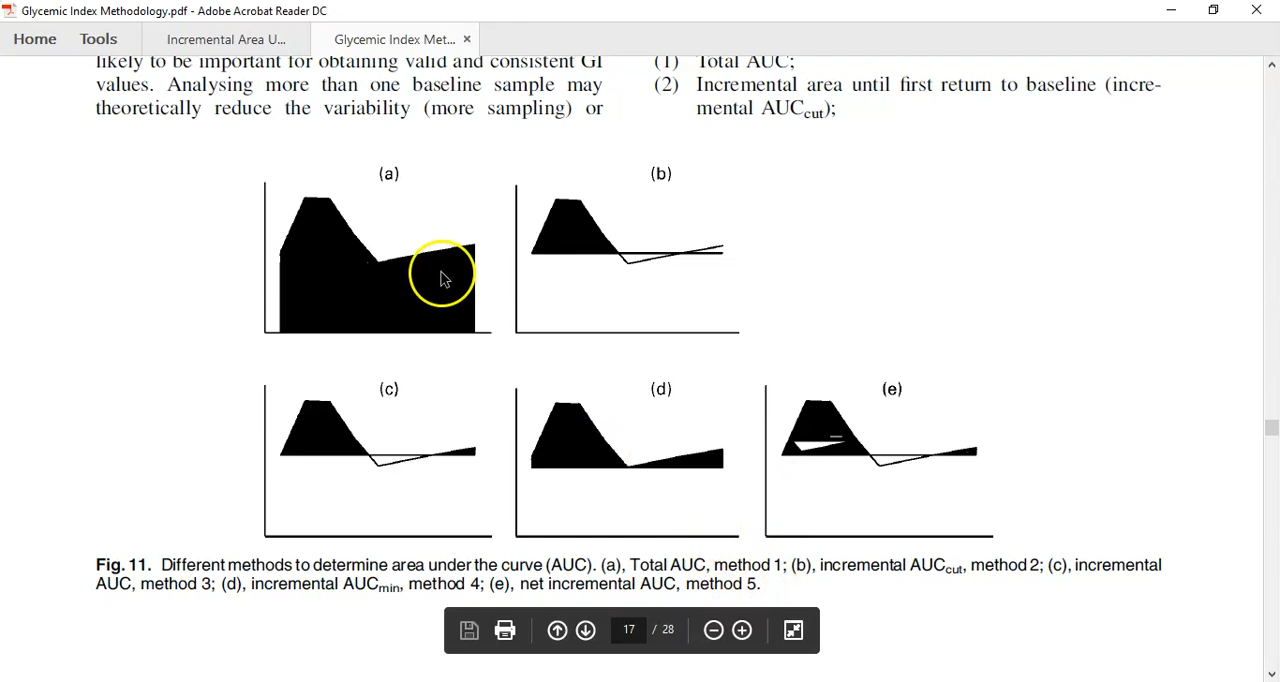 Glycemic Index Methodology.pdf - Adobe Acrobat Reader DC
Home Tools Incremental Area U... Glycemic Index Met... ×
likely to be important for obtaining valid and consistent GI
values. Analysing more than one baseline sample may
theoretically reduce the variability (more sampling) or
(1) Total AUC;
(2) Incremental area until first return to baseline (incre-
mental AUCcut);
(a)
(b)
(c)
(d)
(e)
Fig. 11. Different methods to determine area under the curve (AUC). (a), Total AUC, method 1; (b), incremental AUCcut, method 2; (c), incremental
AUC, method 3; (d), incremental AUCmin, method 4; (e), net incremental AUC, method 5.
17 / 28